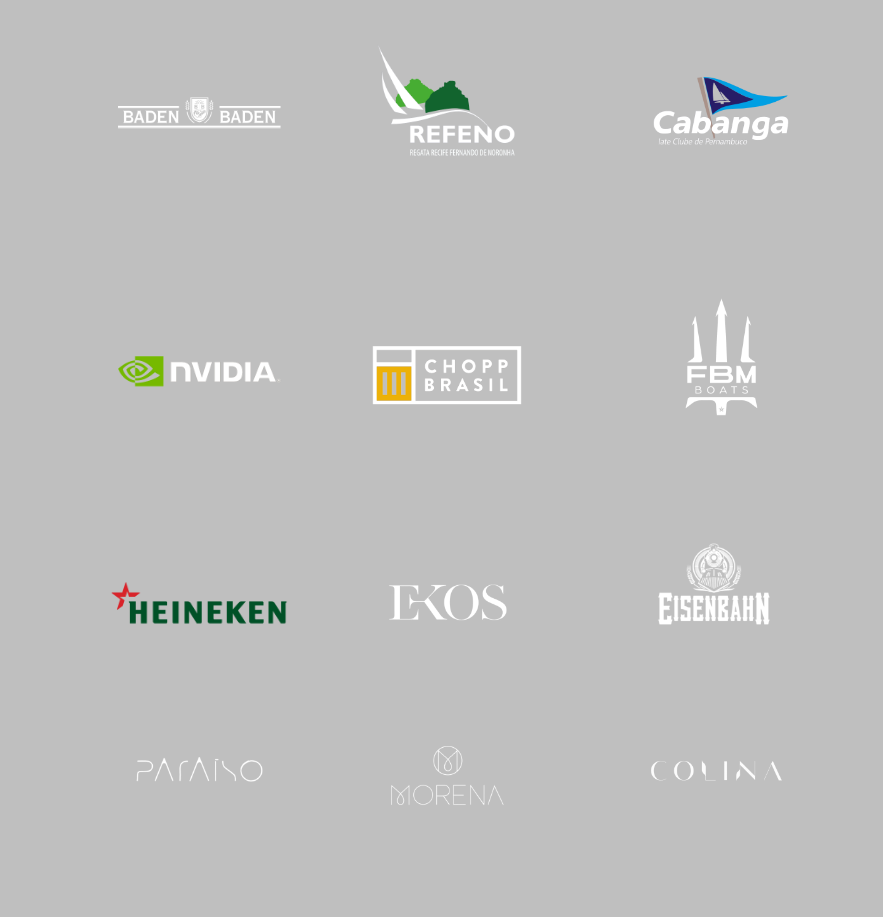 BADEN BADEN
REFENO
REGATA RECIFE FERNANDO DE NORONHA
Cabanga
Iate Clube de Pernambuco
NVIDIA
CHOPP
BRASIL
FBM
BOATS
HEINEKEN
EKOS
EISENBAHN
PARAÍSO
MORENA
COLINA